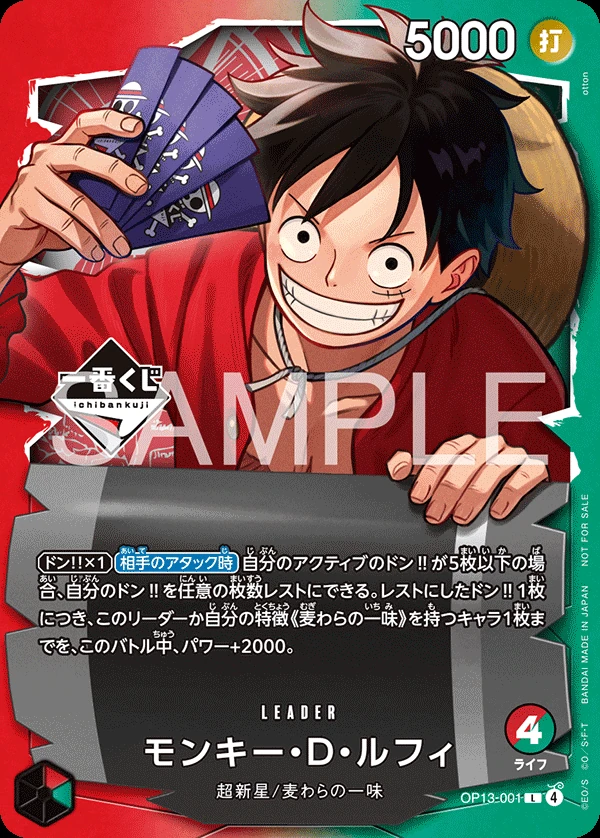 5000 打
otton
一番くじ
ichibankuji
SAMPLE
ドン!!×1 相手のアタック時 自分のアクティブのドン!!が5枚以下の場
合、自分のドン!!を任意の枚数レストにできる。レストにしたドン!!1枚
につき、このリーダーか自分の特徴《麦わらの一味》を持つキャラ1枚ま
でを、このバトル中、パワー+2000。
LEADER
モンキー・D・ルフィ
超新星/麦わらの一味
4
ライフ
OP13-001 L 4
©EO/S ©O/S・F・T BANDAI MADE IN JAPAN NOT FOR SALE